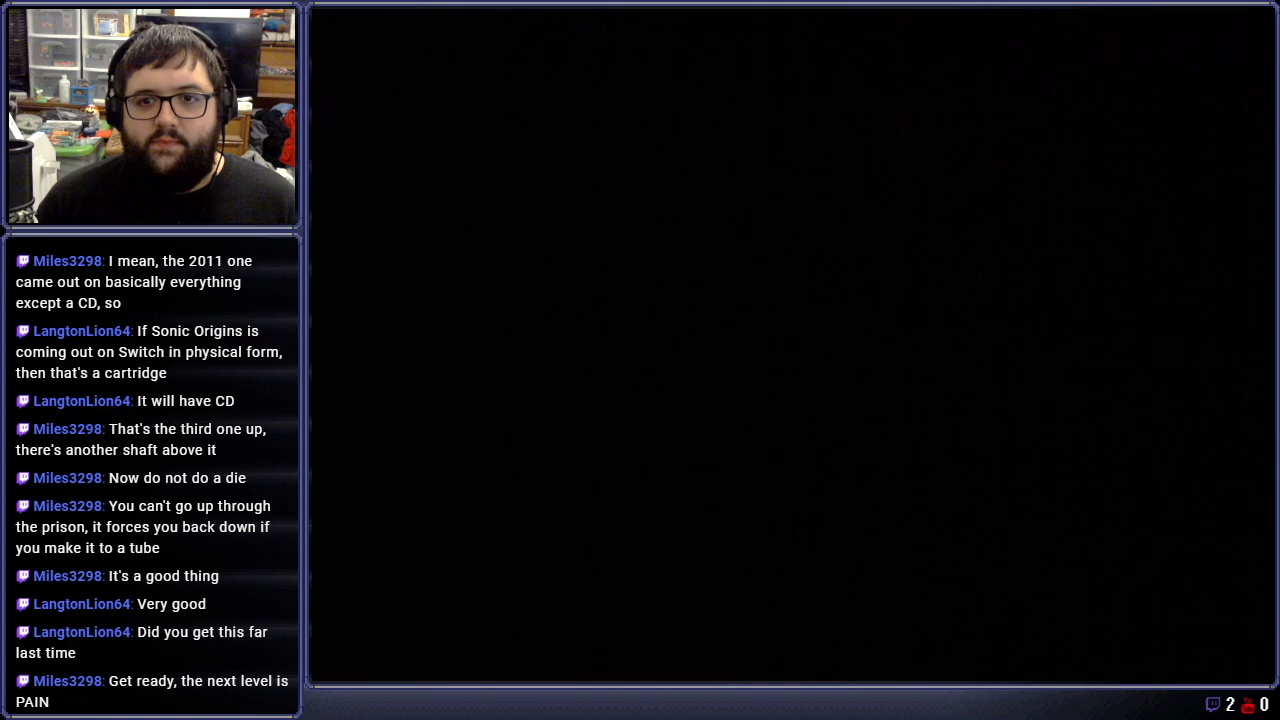 Miles3298: I mean, the 2011 one
came out on basically everything
except a CD, so
LangtonLion64: If Sonic Origins is
coming out on Switch in physical form,
then that's a cartridge
LangtonLion64: It will have CD
Miles3298: That's the third one up,
there's another shaft above it
Miles3298: Now do not do a die
Miles3298: You can't go up through
the prison, it forces you back down if
you make it to a tube
Miles3298: It's a good thing
LangtonLion64: Very good
LangtonLion64: Did you get this far
last time
Miles3298: Get ready, the next level is
PAIN
2 0